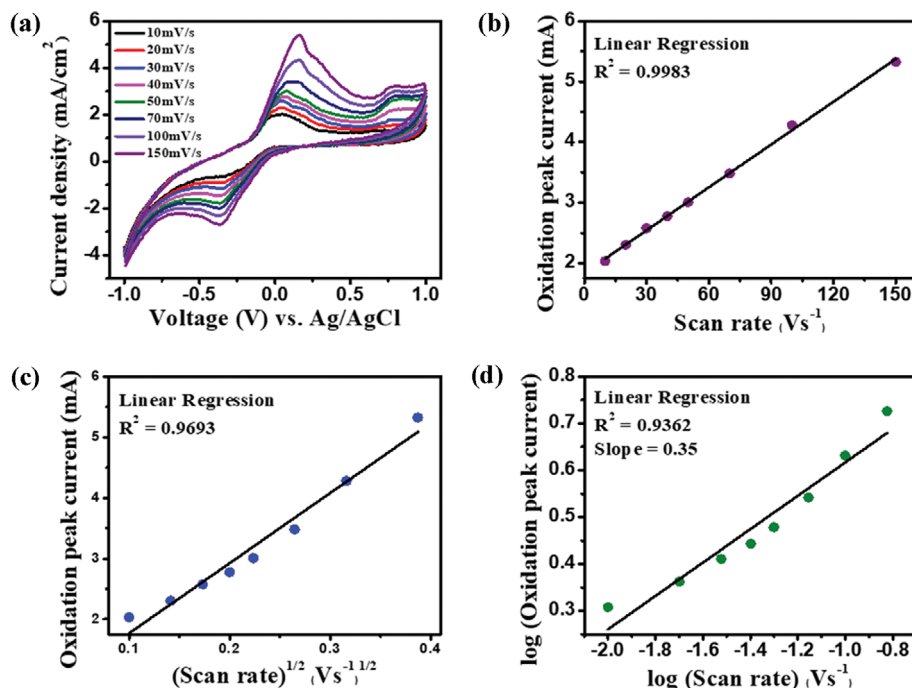 (a)
10mV/s
20mV/s
30mV/s
40mV/s
50mV/s
70mV/s
100mV/s
150mV/s
Current density (mA/cm²)
6
4
2
0
-2
-4
-1.0 -0.5 0.0 0.5 1.0
Voltage (V) vs. Ag/AgCl
(b)
Linear Regression
R² = 0.9983
Oxidation peak current (mA)
6
5
4
3
2
0 30 60 90 120 150
Scan rate (Vs⁻¹)
(c)
Linear Regression
R² = 0.9693
Oxidation peak current (mA)
6
5
4
3
2
0.1 0.2 0.3 0.4
(Scan rate)¹/² (Vs⁻¹)¹/²
(d)
Linear Regression
R² = 0.9362
Slope = 0.35
log (Oxidation peak current)
0.8
0.7
0.6
0.5
0.4
0.3
-2.0 -1.8 -1.6 -1.4 -1.2 -1.0 -0.8
log (Scan rate) (Vs⁻¹)